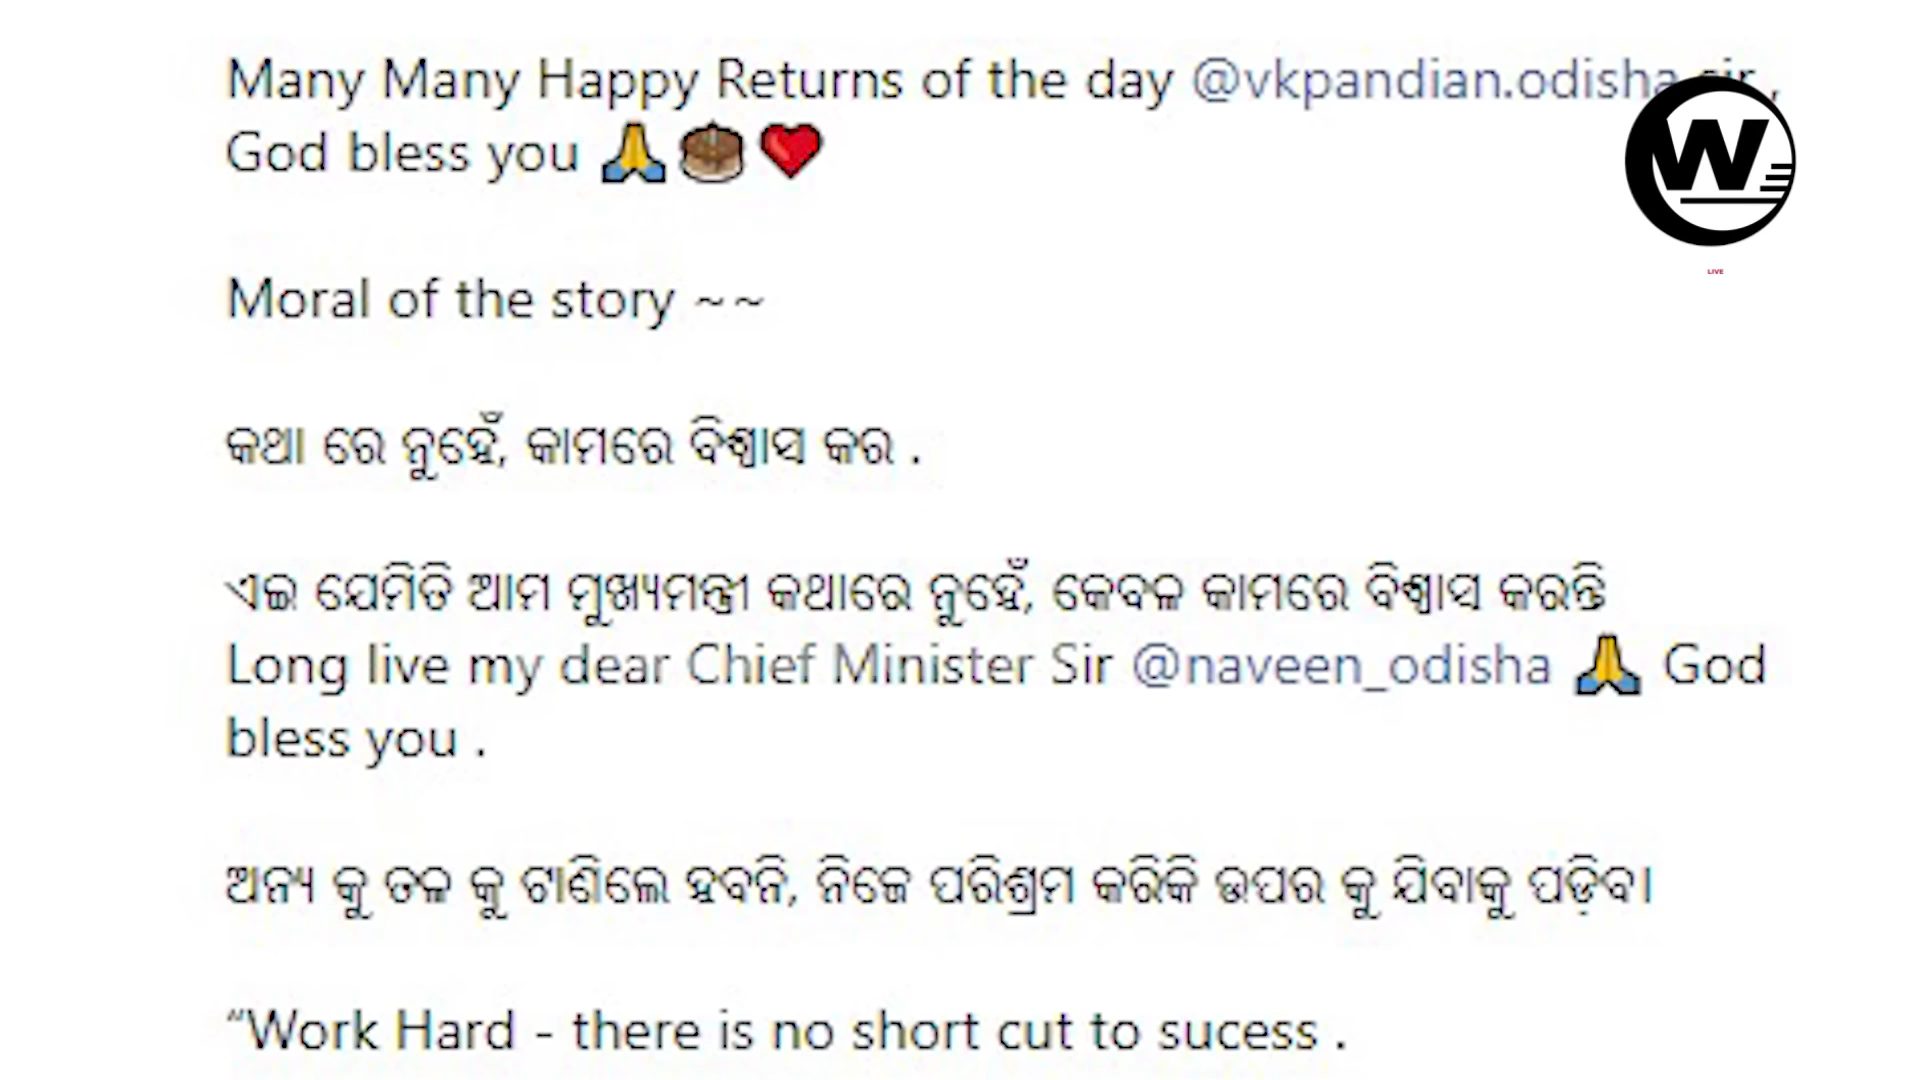 Many Many Happy Returns of the day @vkpandian.odisha sir,
God bless you 🙏🎂❤️
Moral of the story ~~
କଥା ରେ ନୁହେଁ, କାମରେ ବିଶ୍ୱାସ କର .
ଏଇ ଯେମିତି ଆମ ମୁଖ୍ୟମନ୍ତ୍ରୀ କଥାରେ ନୁହେଁ, କେବଳ କାମରେ ବିଶ୍ୱାସ କରନ୍ତି
Long live my dear Chief Minister Sir @naveen_odisha 🙏 God
bless you .
ଅନ୍ୟ କୁ ତଳ କୁ ଟାଣିଲେ ହବନି, ନିଜେ ପରିଶ୍ରମ କରିକି ଉପର କୁ ଯିବାକୁ ପଡ଼ିବ।
“Work Hard - there is no short cut to sucess .
W
LIVE